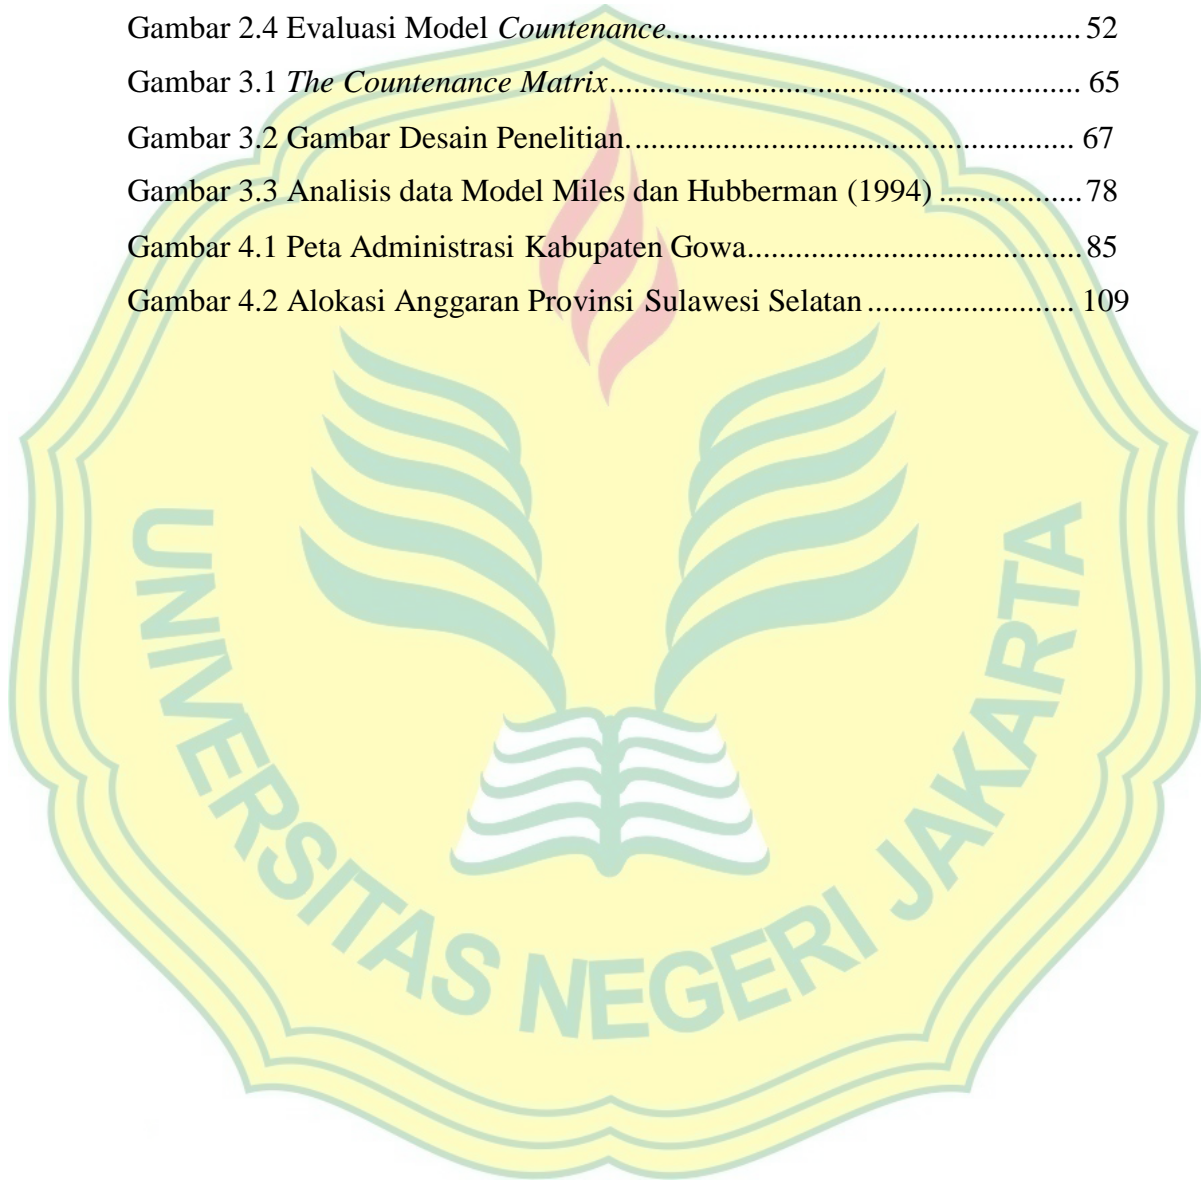 Gambar 2.4 Evaluasi Model Countenance.................................................... 52
Gambar 3.1 The Countenance Matrix........................................................... 65
Gambar 3.2 Gambar Desain Penelitian........................................................ 67
Gambar 3.3 Analisis data Model Miles dan Hubberman (1994) .................. 78
Gambar 4.1 Peta Administrasi Kabupaten Gowa.......................................... 85
Gambar 4.2 Alokasi Anggaran Provinsi Sulawesi Selatan .......................... 109
UNIVERSITAS NEGERI JAKARTA